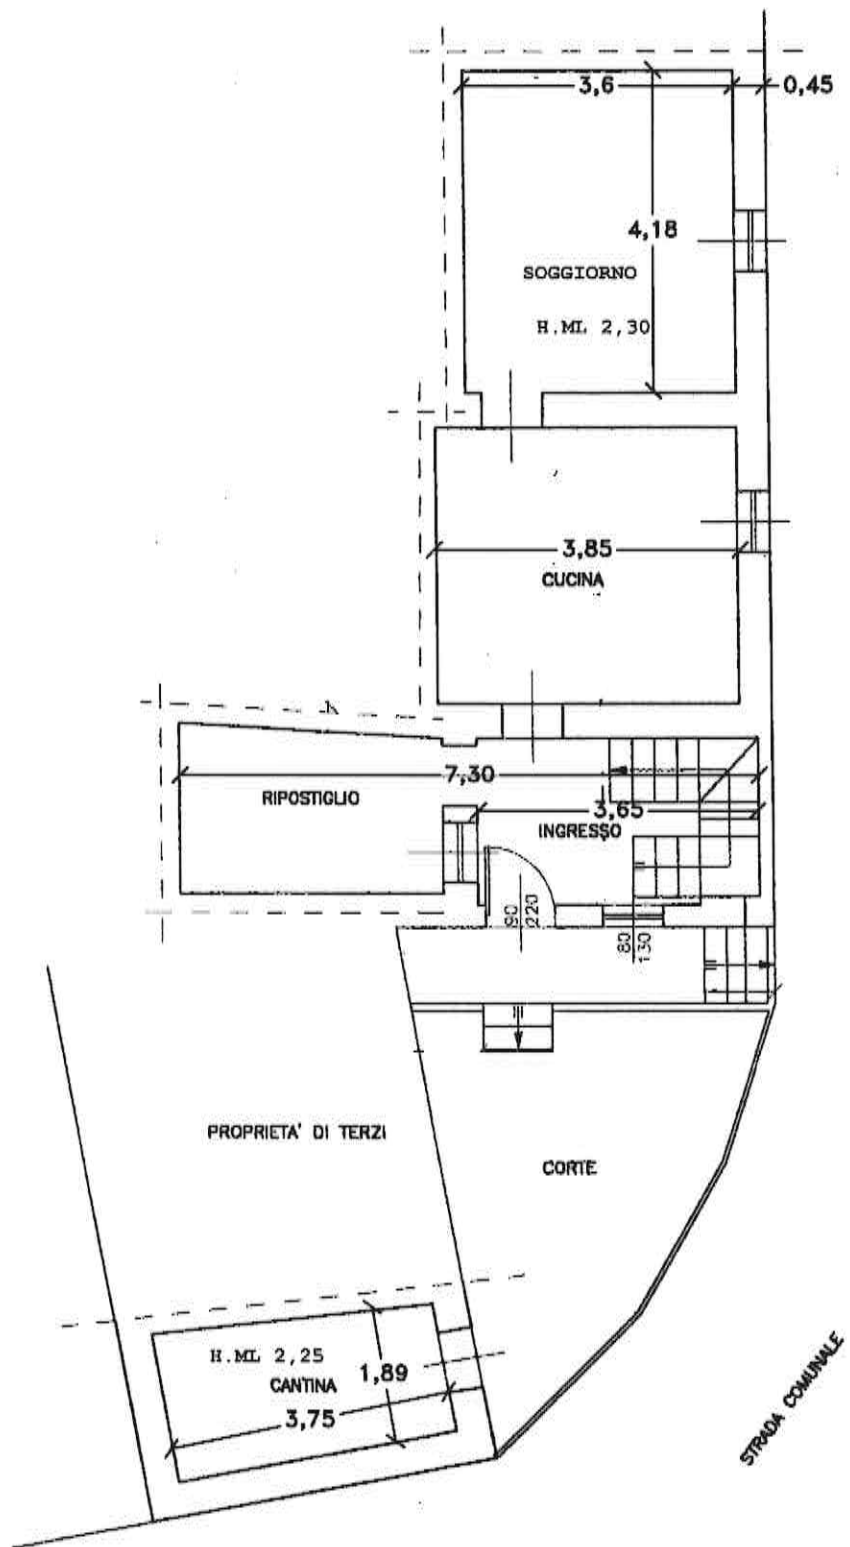 3,6
0,45
4,18
SOGGIORNO
H.ML 2,30
3,85
CUCINA
7,30
RIPOSTIGLIO
3,65
INGRESSO
90
220
80
130
PROPRIETA' DI TERZI
CORTE
H.ML 2,25
CANTINA
1,89
3,75
STRADA COMUNALE